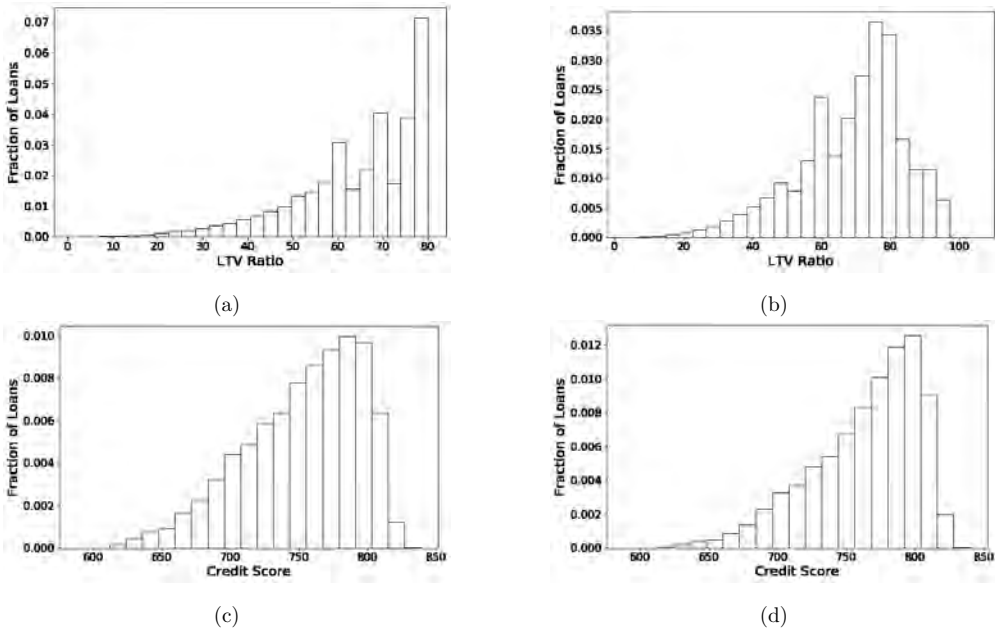 0.07
0.06
0.05
0.04
0.03
0.02
0.01
0.00
Fraction of Loans
0 10 20 30 40 50 60 70 80
LTV Ratio
(a)
0.035
0.030
0.025
0.020
0.015
0.010
0.005
0.000
Fraction of Loans
0 20 40 60 80 100
LTV Ratio
(b)
0.010
0.008
0.006
0.004
0.002
0.000
Fraction of Loans
600 650 700 750 800 850
Credit Score
(c)
0.012
0.010
0.008
0.006
0.004
0.002
0.000
Fraction of Loans
600 650 700 750 800 850
Credit Score
(d)